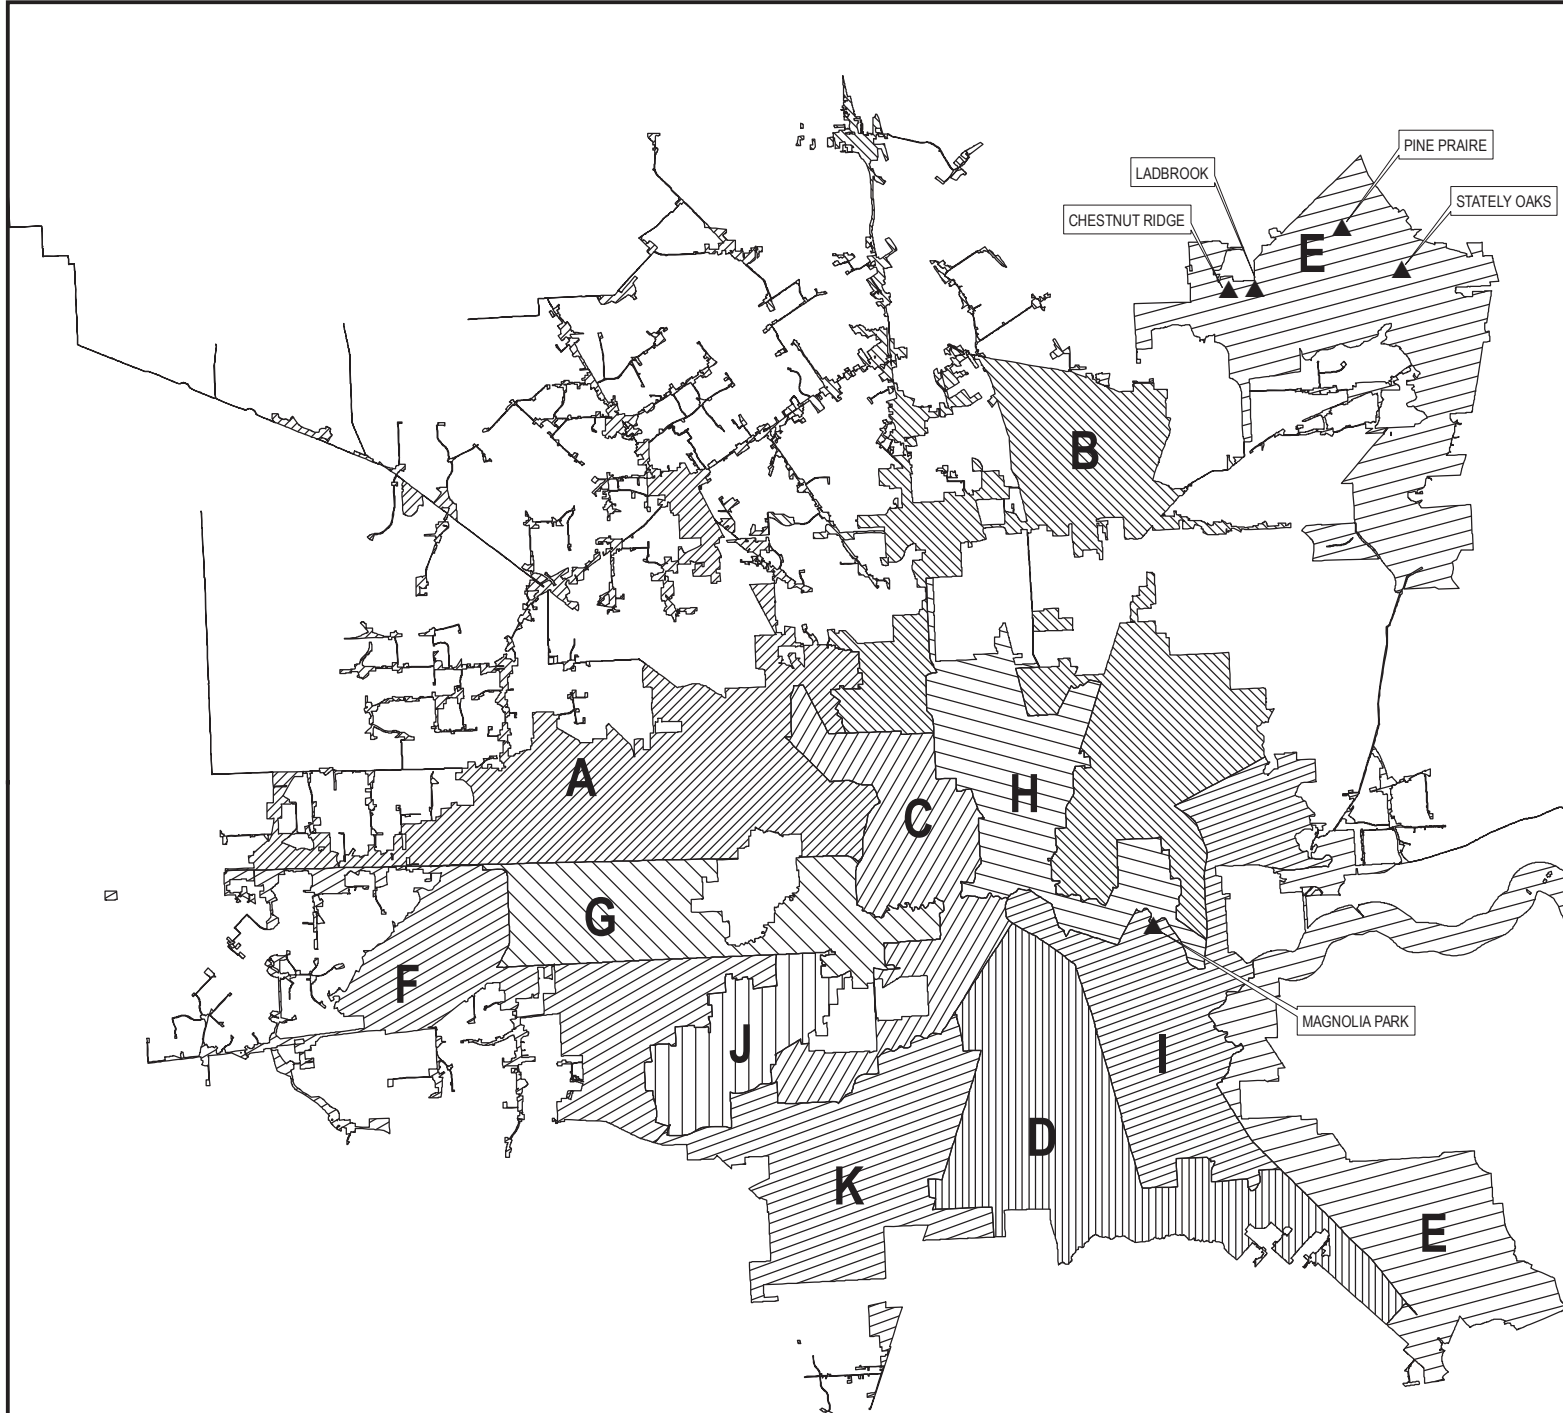 PINE PRAIRE
LADBROOK
STATELY OAKS
CHESTNUT RIDGE
E
B
A
C
H
G
F
MAGNOLIA PARK
J
I
D
K
E